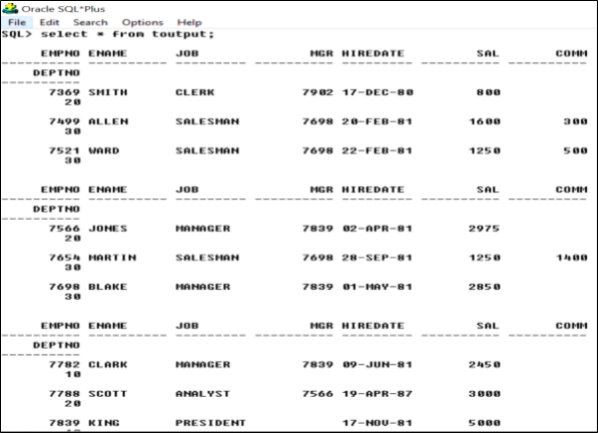 Oracle SQL*Plus
File Edit Search Options Help
SQL> select * from toutput;
EMPNO ENAME JOB MGR HIREDATE SAL COMM
---------- ---------- --------- ---------- --------- ---------- ----------
DEPTNO
----------
7369 SMITH CLERK 7902 17-DEC-80 800
20
7499 ALLEN SALESMAN 7698 20-FEB-81 1600 300
30
7521 WARD SALESMAN 7698 22-FEB-81 1250 500
30
EMPNO ENAME JOB MGR HIREDATE SAL COMM
---------- ---------- --------- ---------- --------- ---------- ----------
DEPTNO
----------
7566 JONES MANAGER 7839 02-APR-81 2975
20
7654 MARTIN SALESMAN 7698 28-SEP-81 1250 1400
30
7698 BLAKE MANAGER 7839 01-MAY-81 2850
30
EMPNO ENAME JOB MGR HIREDATE SAL COMM
---------- ---------- --------- ---------- --------- ---------- ----------
DEPTNO
----------
7782 CLARK MANAGER 7839 09-JUN-81 2450
10
7788 SCOTT ANALYST 7566 19-APR-87 3000
20
7839 KING PRESIDENT 17-NOV-81 5000